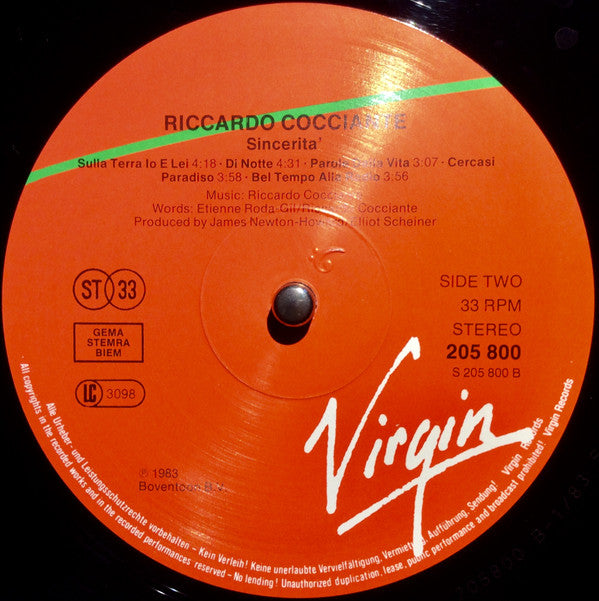 RICCARDO COCCIANTE
Sincerita'
Sulla Terra Io E Lei 4:18 · Di Notte 4:31 · Parole Vita 3:07 · Cercasi
Paradiso 3:58 · Bel Tempo 3:56
Music: Riccardo Cocciante
Words: Etienne Roda-Gil/ Cocciante
Produced by James Newton-Howard/Elliot Scheiner
6
SIDE TWO
33 RPM
STEREO
205 800
S 205 800 B
ST 33
GEMA
STEMRA
BIEM
LC 3098
℗ 1983
B.V.
Virgin
Alle Urheber- und Leistungsschutzrechte vorbehalten – Kein Verleih! Keine unerlaubte Vervielfältigung, Vermietung, Aufführung, Sendung! Virgin Records
All copyrights in the recorded works and in the recorded performances reserved – No lending! Unauthorized duplication, lease, public performance and broadcast prohibited! Virgin Records